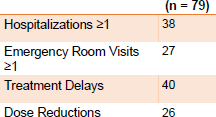 (n = 79)
Hospitalizations ≥1 38
Emergency Room Visits 27
≥1
Treatment Delays 40
Dose Reductions 26